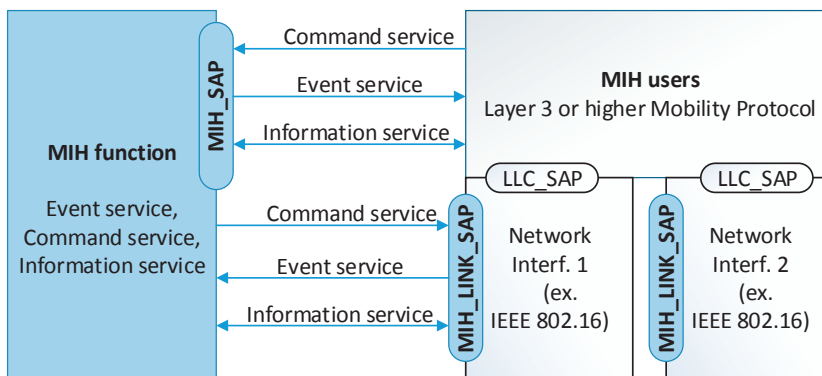 MIH function
Event service,
Command service,
Information service
MIH_SAP
Command service
Event service
Information service
MIH users
Layer 3 or higher Mobility Protocol
Command service
Event service
Information service
MIH_LINK_SAP
LLC_SAP
Network
Interf. 1
(ex.
IEEE 802.16)
MIH_LINK_SAP
LLC_SAP
Network
Interf. 2
(ex.
IEEE 802.16)